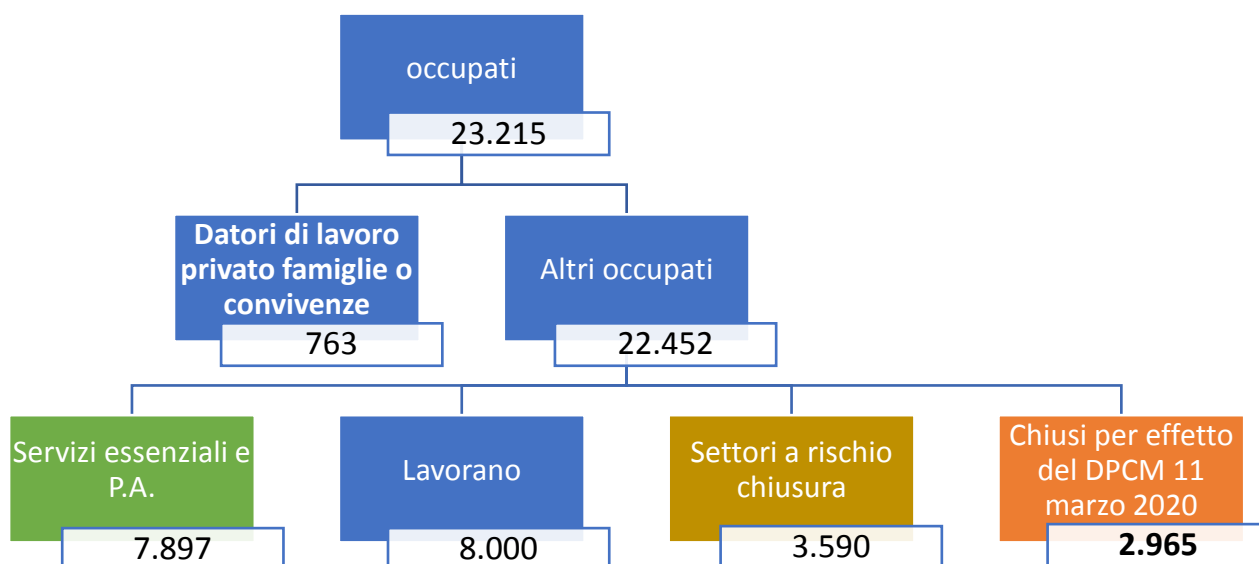 occupati
23.215
Datori di lavoro
privato famiglie o
convivenze
763
Altri occupati
22.452
Servizi essenziali e
P.A.
7.897
Lavorano
8.000
Settori a rischio
chiusura
3.590
Chiusi per effetto
del DPCM 11
marzo 2020
2.965